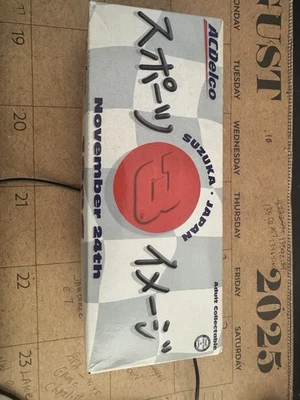 ACDelco
スポーツ イメージ
SUZUKA • JAPAN
3
November 24th
Adult Collectable
UST
2025
MONDAY
TUESDAY
WEDNESDAY
THURSDAY
FRIDAY
SATURDAY
19
20
21
22
23